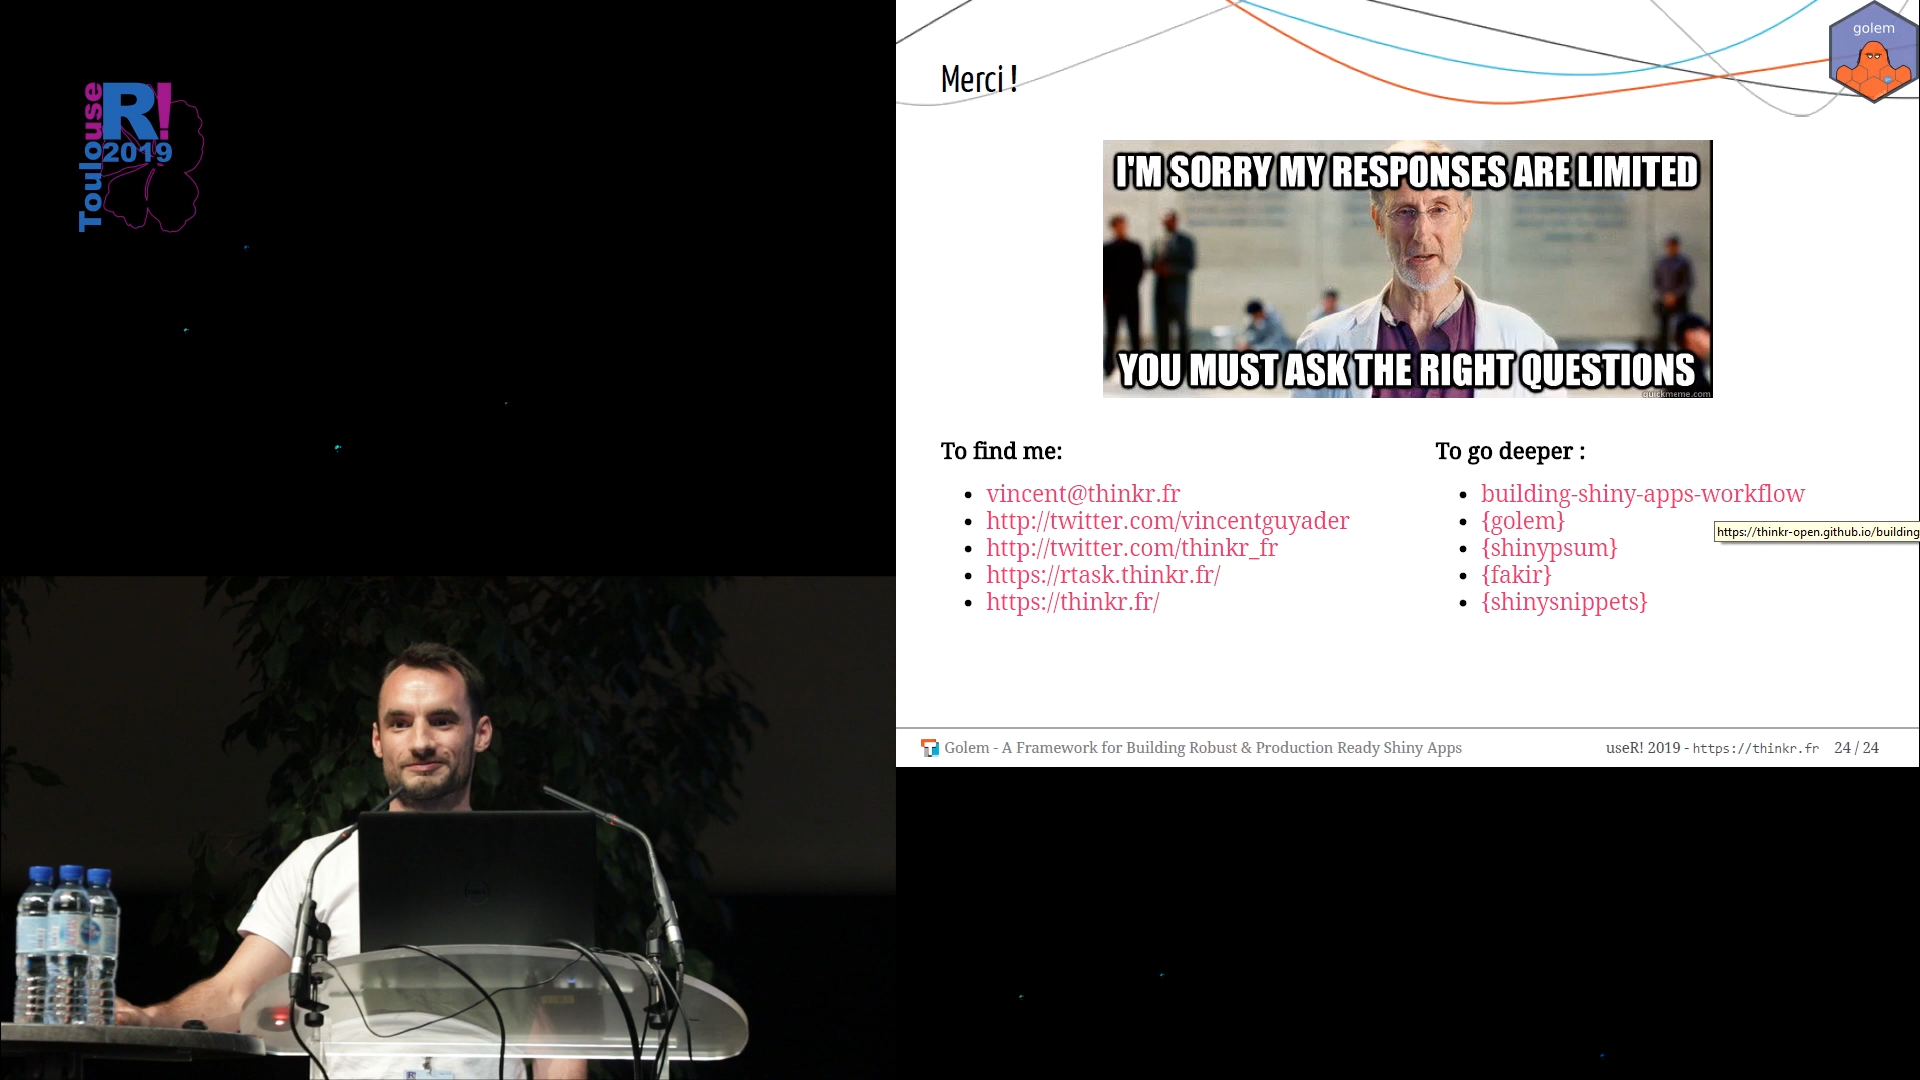 Toulouse
R!
2019
golem
Merci !
I'M SORRY MY RESPONSES ARE LIMITED
YOU MUST ASK THE RIGHT QUESTIONS
quickmeme.com
To find me:
vincent@thinkr.fr
http://twitter.com/vincentguyader
http://twitter.com/thinkr_fr
https://rtask.thinkr.fr/
https://thinkr.fr/
To go deeper :
building-shiny-apps-workflow
{golem}
{shinypsum}
{fakir}
{shinysnippets}
https://thinkr-open.github.io/building
Golem - A Framework for Building Robust & Production Ready Shiny Apps
useR! 2019 - https://thinkr.fr 24 / 24